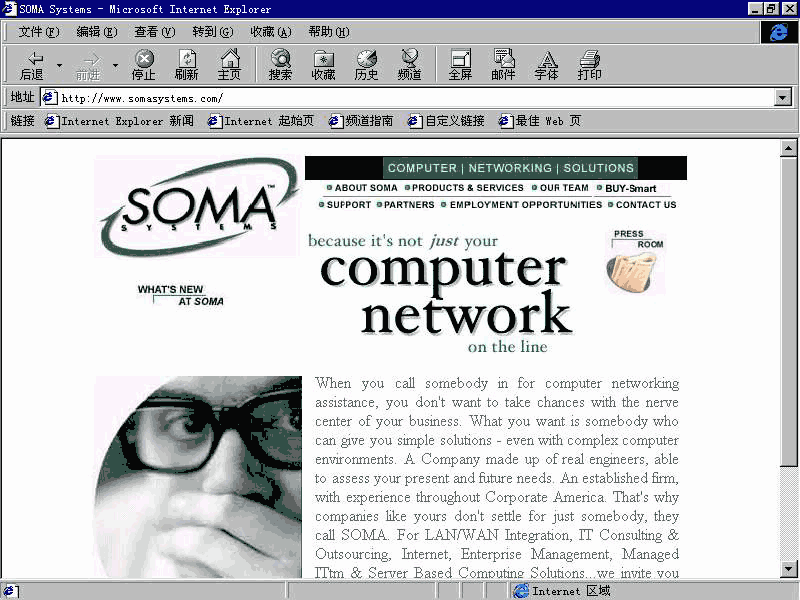 SOMA Systems - Microsoft Internet Explorer
文件(F) 编辑(E) 查看(V) 转到(G) 收藏(A) 帮助(H)
后退 前进 停止 刷新 主页 搜索 收藏 历史 频道 全屏 邮件 字体 打印
地址 http://www.somasystems.com/
链接 Internet Explorer 新闻 Internet 起始页 频道指南 自定义链接 最佳 Web 页
SOMA™
SYSTEMS
COMPUTER | NETWORKING | SOLUTIONS
ABOUT SOMA PRODUCTS & SERVICES OUR TEAM BUY-Smart
SUPPORT PARTNERS EMPLOYMENT OPPORTUNITIES CONTACT US
because it's not just your
computer
network
on the line
PRESS
ROOM
WHAT'S NEW
AT SOMA
When you call somebody in for computer networking
assistance, you don't want to take chances with the nerve
center of your business. What you want is somebody who
can give you simple solutions - even with complex computer
environments. A Company made up of real engineers, able
to assess your present and future needs. An established firm,
with experience throughout Corporate America. That's why
companies like yours don't settle for just somebody, they
call SOMA. For LAN/WAN Integration, IT Consulting &
Outsourcing, Internet, Enterprise Management, Managed
ITtm & Server Based Computing Solutions...we invite you
Internet 区域